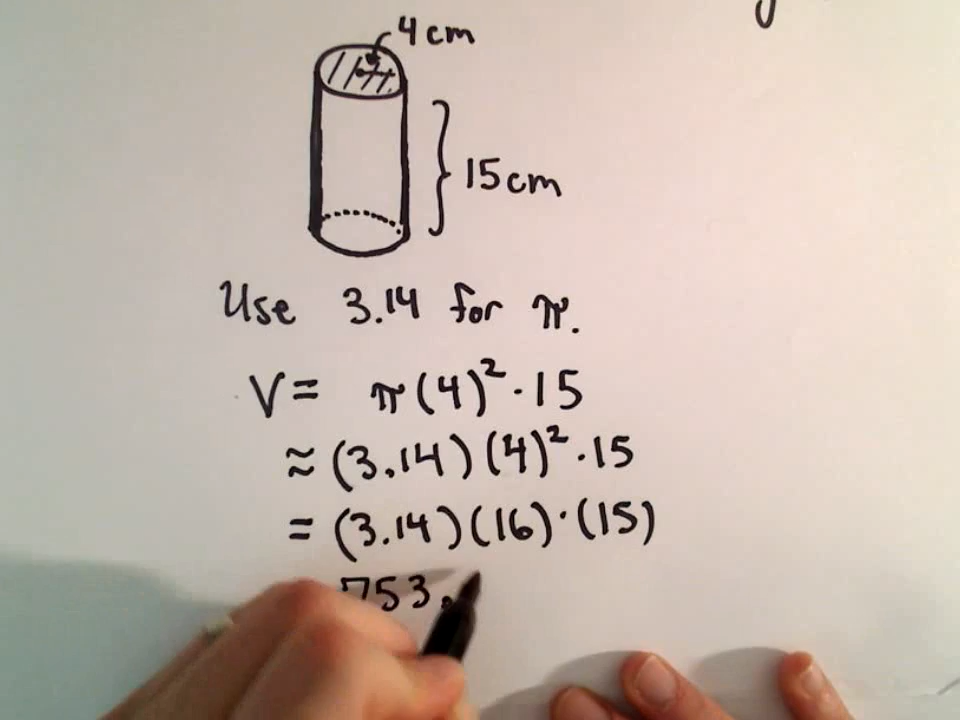 4cm
15cm
Use 3.14 for π.
V= π(4)²·15
≈(3.14)(4)²·15
=(3.14)(16)·(15)
753.